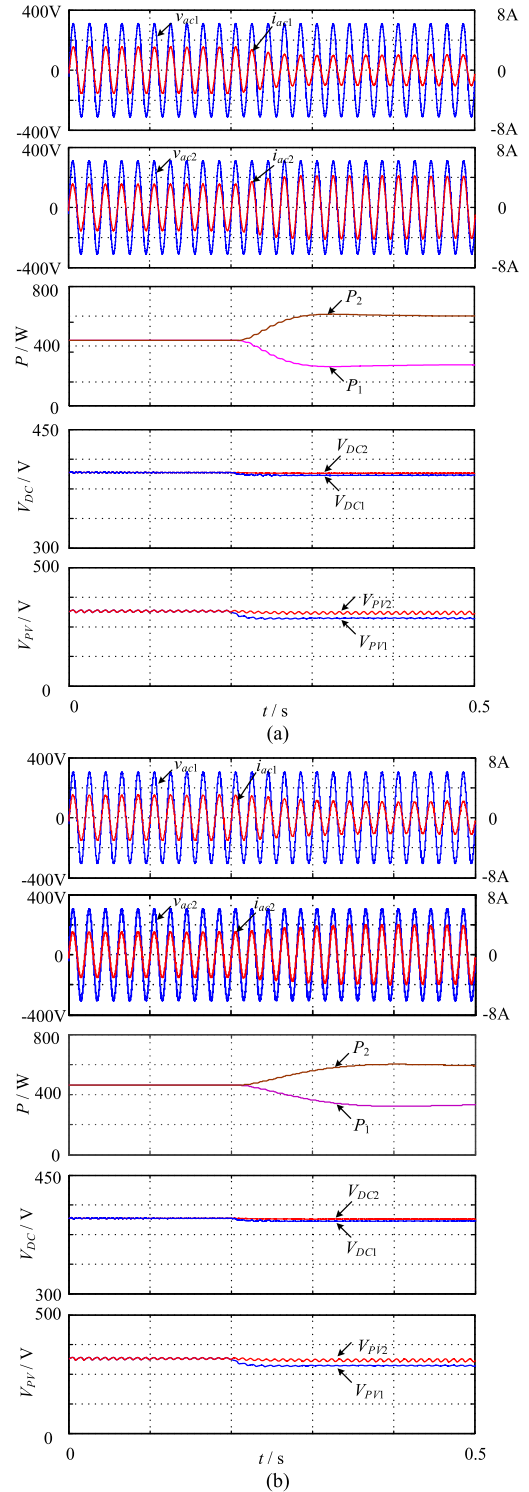 400V v_ac1 i_ac1 8A
0 0
-400V -8A
400V v_ac2 i_ac2 8A
0 0
-400V -8A
800
P_2
P / W 400
P_1
0
450
V_DC2
V_DC / V
V_DC1
300
500
V_PV2
V_PV / V
V_PV1
0
0 0.5
t / s
(a)
400V v_ac1 i_ac1 8A
0 0
-400V -8A
400V v_ac2 i_ac2 8A
0 0
-400V -8A
800
P_2
P / W 400
P_1
0
450
V_DC2
V_DC / V
V_DC1
300
500
V_PV2
V_PV / V
V_PV1
0
0 0.5
t / s
(b)